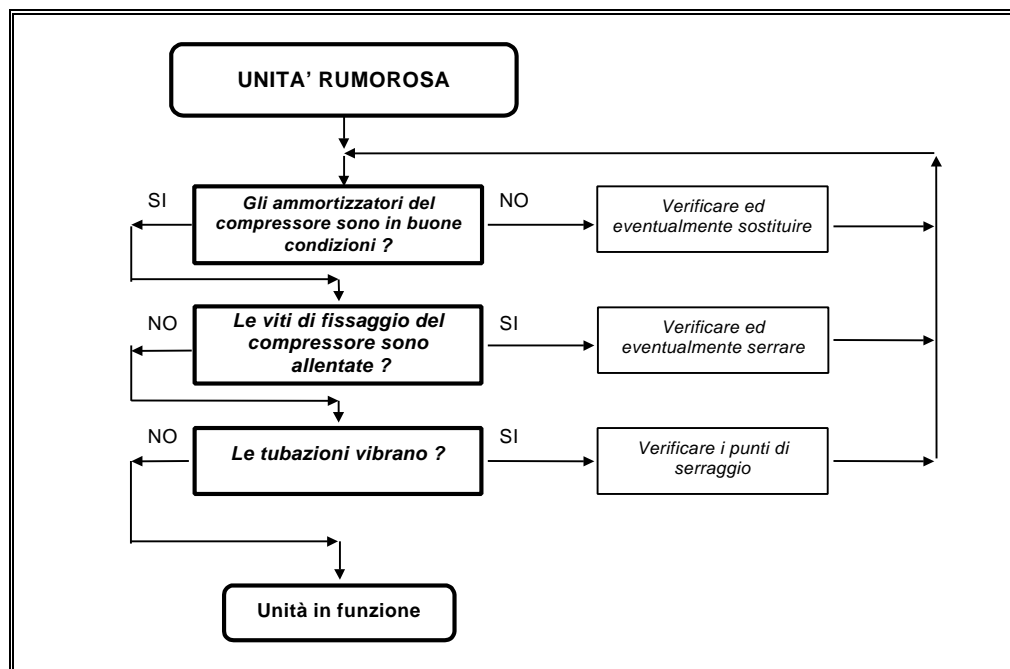 UNITA’ RUMOROSA
SI
Gli ammortizzatori del
compressore sono in buone
condizioni ?
NO
Verificare ed
eventualmente sostituire
NO
Le viti di fissaggio del
compressore sono
allentate ?
SI
Verificare ed
eventualmente serrare
NO
Le tubazioni vibrano ?
SI
Verificare i punti di
serraggio
Unità in funzione